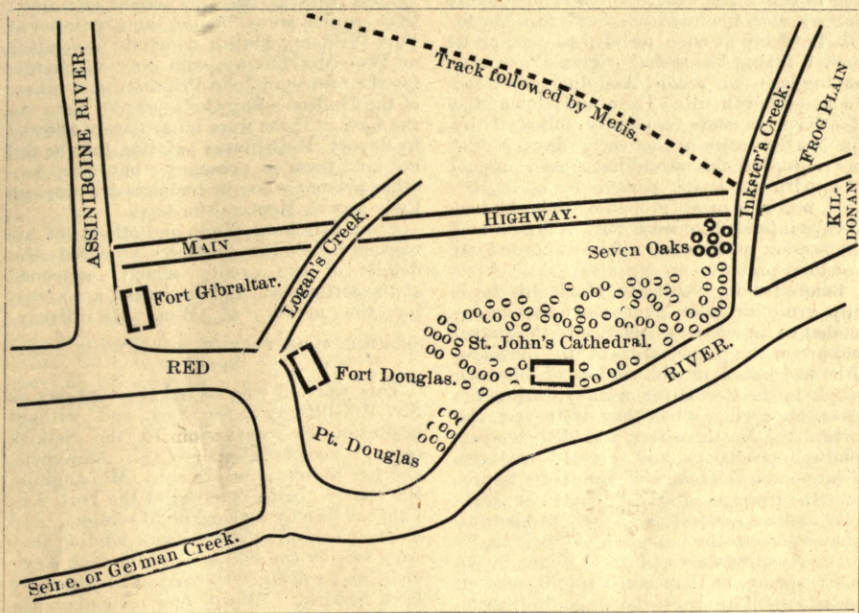 ASSINIBOINE RIVER.
Track followed by Metis.
Inkster's Creek.
FROG PLAIN
KIL-
DONAN
MAIN
HIGHWAY.
Logan's Creek.
Seven Oaks
Fort Gibraltar.
St. John's Cathedral.
RED
RIVER.
Fort Douglas.
Pt. Douglas
Seine, or German Creek.